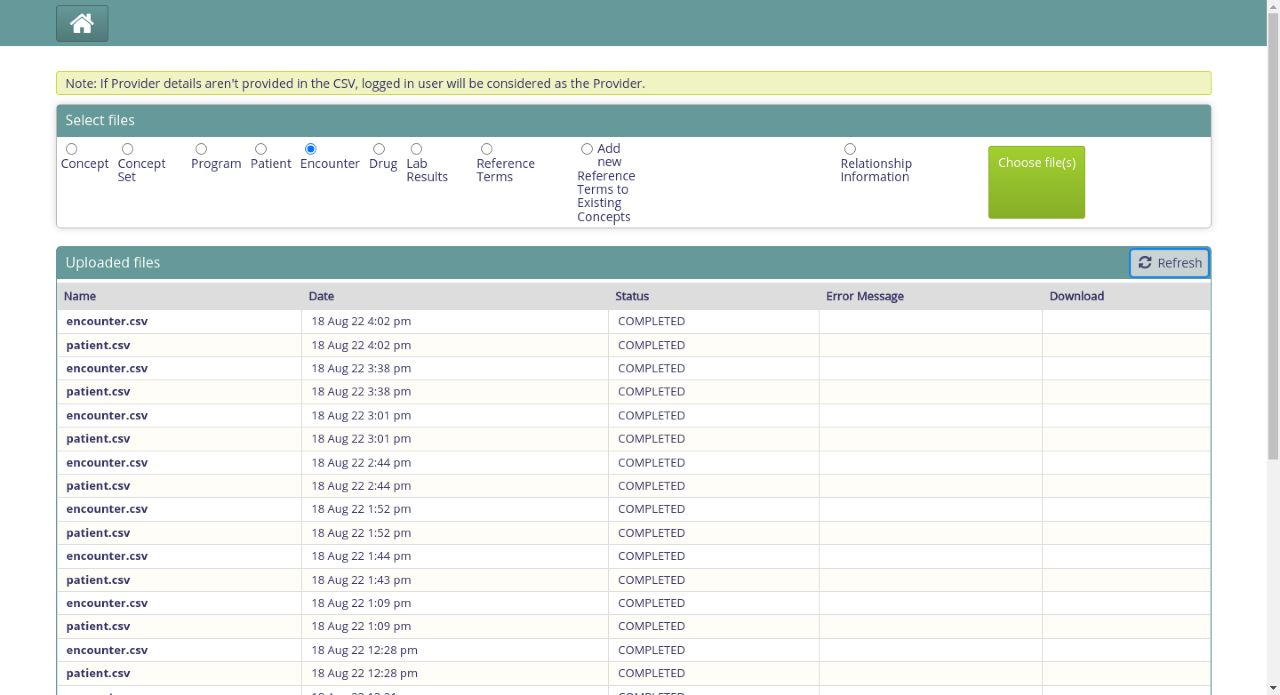 Note: If Provider details aren't provided in the CSV, logged in user will be considered as the Provider.
Select files
Concept
Concept
Set
Program
Patient
Encounter
Drug
Lab
Results
Reference
Terms
Add
new
Reference
Terms to
Existing
Concepts
Relationship
Information
Choose file(s)
Uploaded files
Refresh
Name Date Status Error Message Download
encounter.csv 18 Aug 22 4:02 pm COMPLETED
patient.csv 18 Aug 22 4:02 pm COMPLETED
encounter.csv 18 Aug 22 3:38 pm COMPLETED
patient.csv 18 Aug 22 3:38 pm COMPLETED
encounter.csv 18 Aug 22 3:01 pm COMPLETED
patient.csv 18 Aug 22 3:01 pm COMPLETED
encounter.csv 18 Aug 22 2:44 pm COMPLETED
patient.csv 18 Aug 22 2:44 pm COMPLETED
encounter.csv 18 Aug 22 1:52 pm COMPLETED
patient.csv 18 Aug 22 1:52 pm COMPLETED
encounter.csv 18 Aug 22 1:44 pm COMPLETED
patient.csv 18 Aug 22 1:43 pm COMPLETED
encounter.csv 18 Aug 22 1:09 pm COMPLETED
patient.csv 18 Aug 22 1:09 pm COMPLETED
encounter.csv 18 Aug 22 12:28 pm COMPLETED
patient.csv 18 Aug 22 12:28 pm COMPLETED